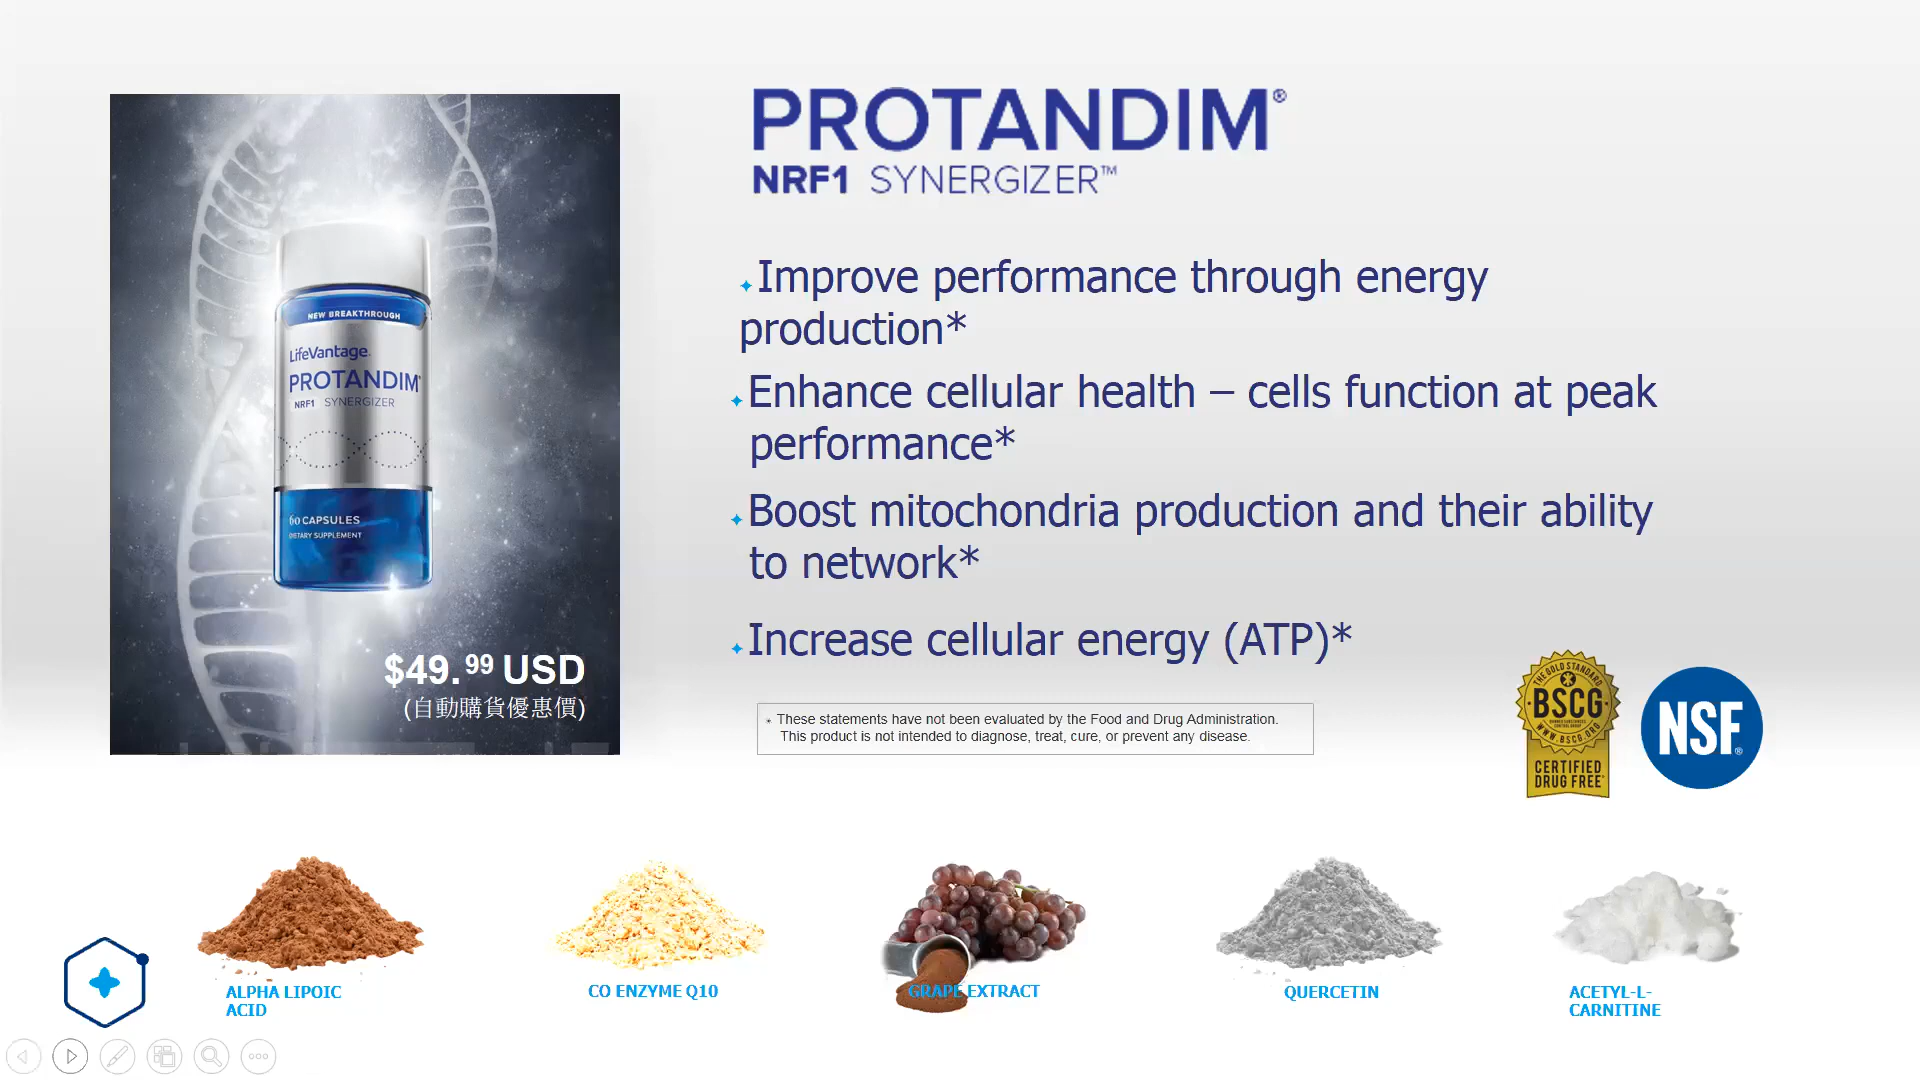 PROTANDIM®
NRF1 SYNERGIZER™
NEW BREAKTHROUGH
LifeVantage
PROTANDIM®
NRF1 SYNERGIZER
60 CAPSULES
DIETARY SUPPLEMENT
$49.99 USD
(自動購貨優惠價)
Improve performance through energy
production*
Enhance cellular health – cells function at peak
performance*
Boost mitochondria production and their ability
to network*
Increase cellular energy (ATP)*
* These statements have not been evaluated by the Food and Drug Administration.
This product is not intended to diagnose, treat, cure, or prevent any disease.
THE GOLD STANDARD
BSCG
WWW.BSCG.ORG
CERTIFIED
DRUG FREE
NSF®
ALPHA LIPOIC
ACID
CO ENZYME Q10
GRAPE EXTRACT
QUERCETIN
ACETYL-L-
CARNITINE